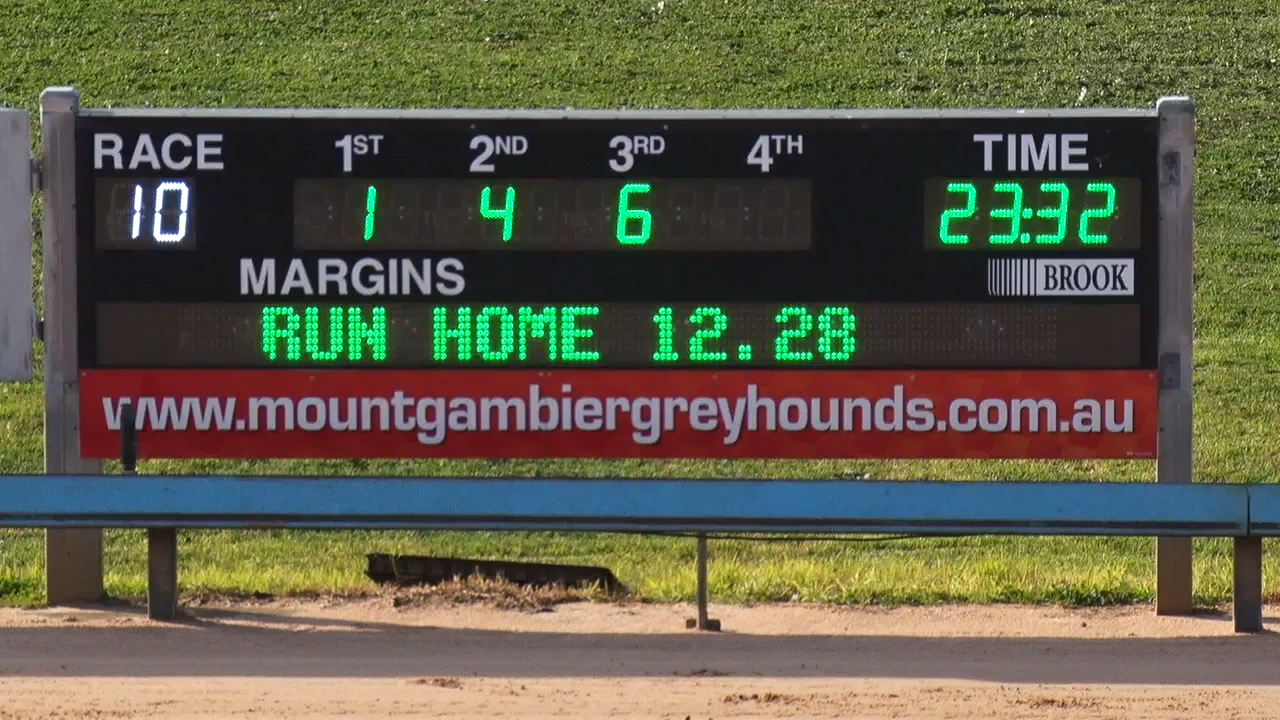 RACE 1ST 2ND 3RD 4TH TIME
10 1 4 6 23:32
MARGINS BROOK
RUN HOME 12.28
www.mountgambiergreyhounds.com.au